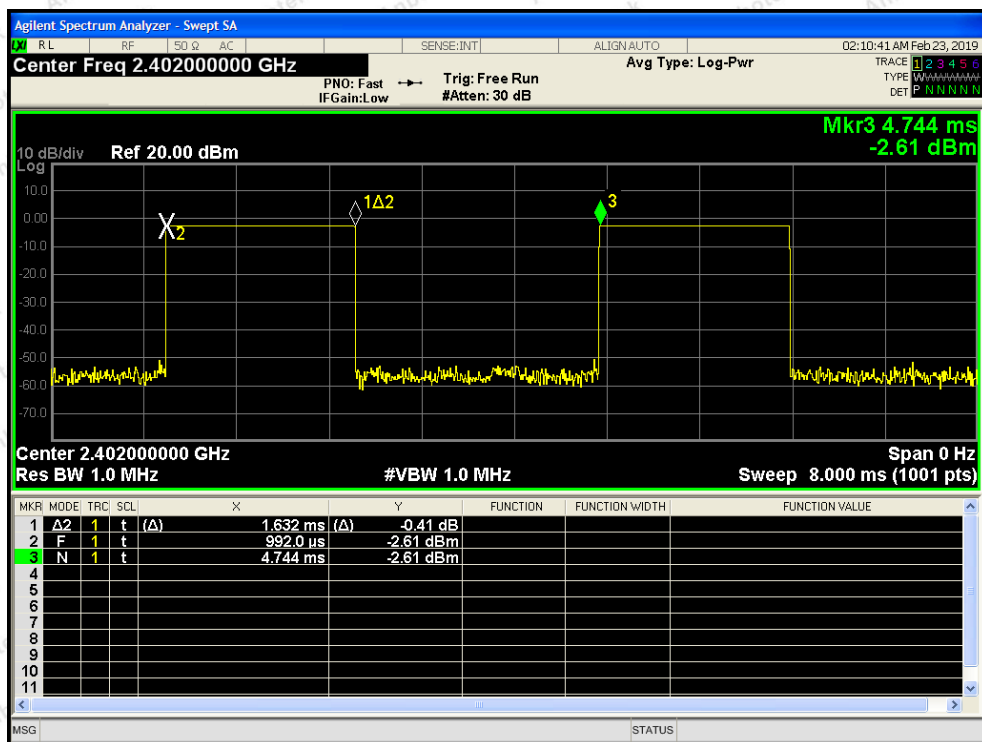 Agilent Spectrum Analyzer - Swept SA
LXI RL RF 50 Ω AC SENSE:INT ALIGNAUTO 02:10:41 AM Feb 23, 2019
Center Freq 2.402000000 GHz Avg Type: Log-Pwr TRACE 1 2 3 4 5 6
PNO: Fast Trig: Free Run TYPE
IFGain:Low #Atten: 30 dB DET P N N N N N
Mkr3 4.744 ms
10 dB/div Ref 20.00 dBm -2.61 dBm
Log
10.0
1Δ2 3
0.00
2
-10.0
-20.0
-30.0
-40.0
-50.0
-60.0
-70.0
Center 2.402000000 GHz Span 0 Hz
Res BW 1.0 MHz #VBW 1.0 MHz Sweep 8.000 ms (1001 pts)
MKR MODE TRC SCL X Y FUNCTION FUNCTION WIDTH FUNCTION VALUE
1 Δ2 1 t (Δ) 1.632 ms (Δ) -0.41 dB
2 F 1 t 992.0 µs -2.61 dBm
3 N 1 t 4.744 ms -2.61 dBm
4
5
6
7
8
9
10
11
MSG STATUS